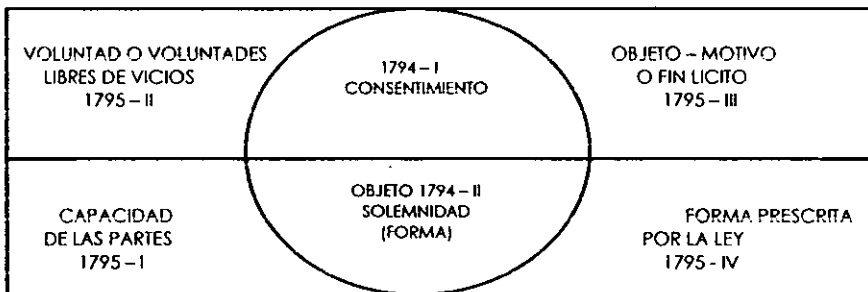 VOLUNTAD O VOLUNTADES
LIBRES DE VICIOS
1795 – II
1794 – I
CONSENTIMIENTO
OBJETO – MOTIVO
O FIN LICITO
1795 – III
CAPACIDAD
DE LAS PARTES
1795 – I
OBJETO 1794 – II
SOLEMNIDAD
(FORMA)
FORMA PRESCRITA
POR LA LEY
1795 - IV